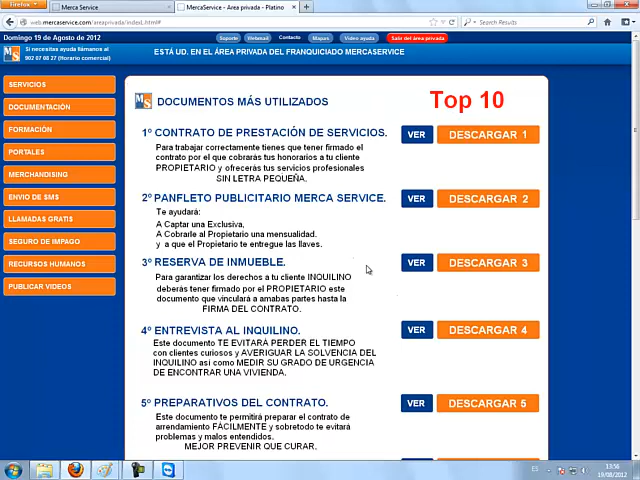 Firefox
Merca Service
MercaService - Area privada - Platino
web.mercaservice.com/areaprivada/index1.html#
Search
Domingo 19 de Agosto de 2012
Soporte
Webmail
Contacto
Mapas
Video ayuda
Salir del área privada
MS
Si necesitas ayuda llámanos al
902 07 68 27 (Horario comercial)
ESTÁ UD. EN EL ÁREA PRIVADA DEL FRANQUICIADO MERCASERVICE
SERVICIOS
DOCUMENTACIÓN
FORMACIÓN
PORTALES
MERCHANDISING
ENVIO DE SMS
LLAMADAS GRATIS
SEGURO DE IMPAGO
RECURSOS HUMANOS
PUBLICAR VIDEOS
MS
DOCUMENTOS MÁS UTILIZADOS
Top 10
1º CONTRATO DE PRESTACIÓN DE SERVICIOS.
VER
DESCARGAR 1
Para trabajar correctamente tienes que tener firmado el
contrato por el que cobrarás tus honorarios a tu cliente
PROPIETARIO y ofrecerás tus servicios profesionales
SIN LETRA PEQUEÑA.
2º PANFLETO PUBLICITARIO MERCA SERVICE.
VER
DESCARGAR 2
Te ayudará:
A Captar una Exclusiva,
A Cobrarle al Propietario una mensualidad.
y a que el Propietario te entregue las llaves.
3º RESERVA DE INMUEBLE.
VER
DESCARGAR 3
Para garantizar los derechos a tu cliente INQUILINO
deberás tener firmado por el PROPIETARIO este
documento que vinculará a amabas partes hasta la
FIRMA DEL CONTRATO.
4º ENTREVISTA AL INQUILINO.
VER
DESCARGAR 4
Este documento TE EVITARÁ PERDER EL TIEMPO
con clientes curiosos y AVERIGUAR LA SOLVENCIA DEL
INQUILINO así como MEDIR SU GRADO DE URGENCIA
DE ENCONTRAR UNA VIVIENDA.
5º PREPARATIVOS DEL CONTRATO.
VER
DESCARGAR 5
Este documento te permitirá preparar el contrato de
arrendamiento FÁCILMENTE y sobretodo te evitará
problemas y malos entendidos.
MEJOR PREVENIR QUE CURAR.
ES
13:56
19/08/2012